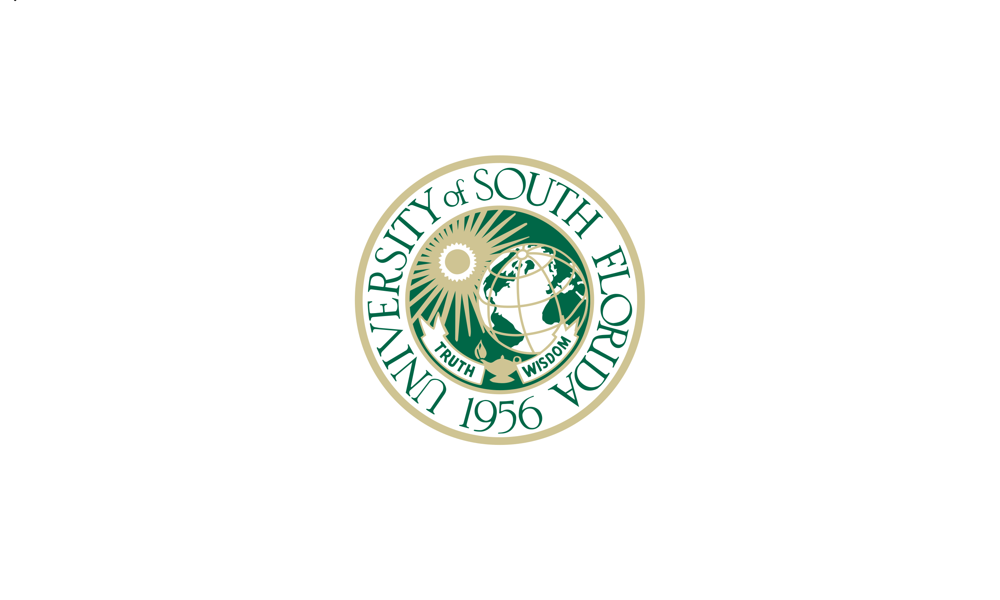 UNIVERSITY of SOUTH FLORIDA
TRUTH
WISDOM
1956